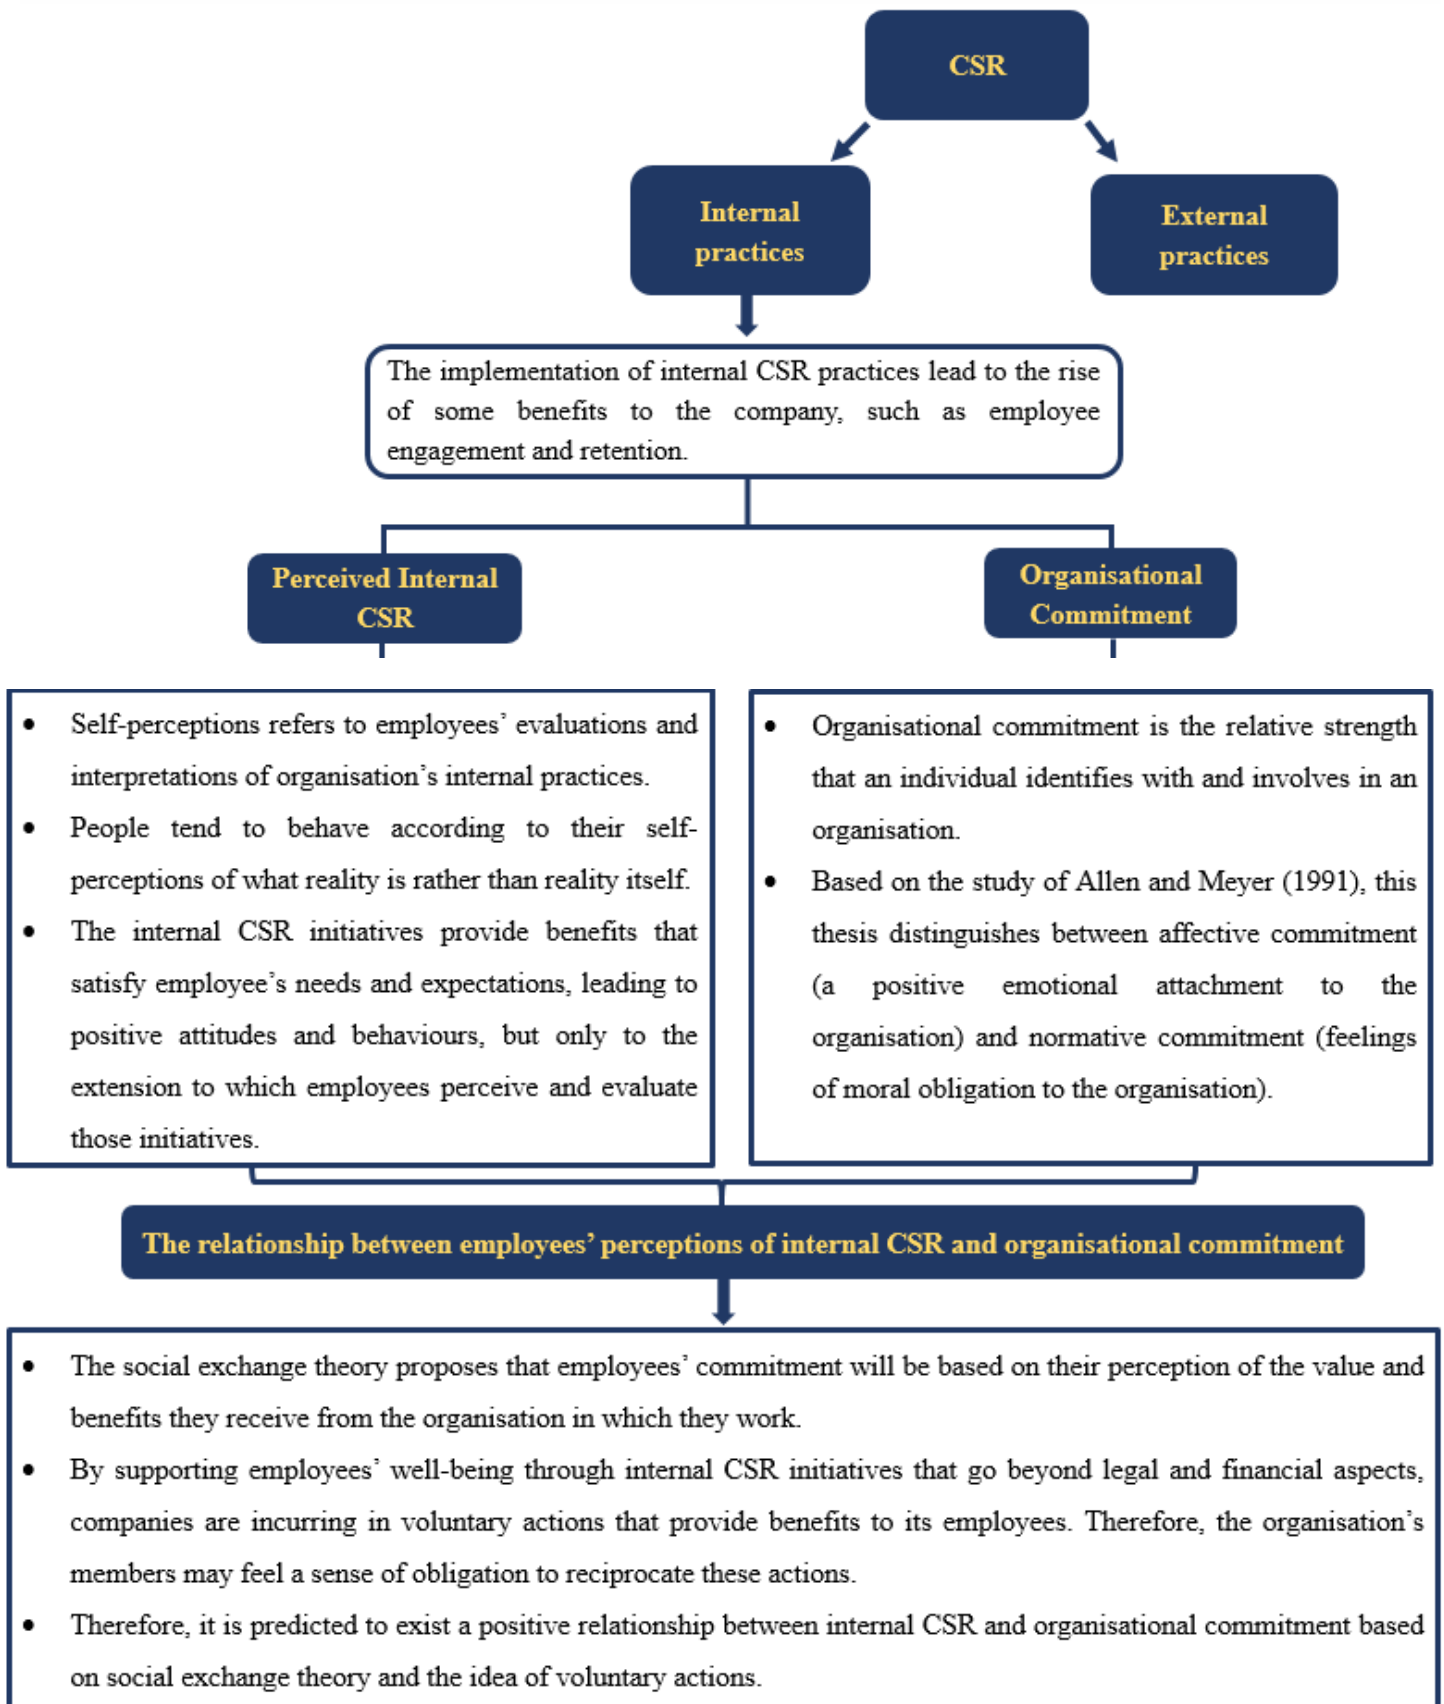 CSR
Internal
practices
External
practices
The implementation of internal CSR practices lead to the rise
of some benefits to the company, such as employee
engagement and retention.
Perceived Internal
CSR
Organisational
Commitment
• Self-perceptions refers to employees’ evaluations and
interpretations of organisation’s internal practices.
• People tend to behave according to their self-
perceptions of what reality is rather than reality itself.
• The internal CSR initiatives provide benefits that
satisfy employee’s needs and expectations, leading to
positive attitudes and behaviours, but only to the
extension to which employees perceive and evaluate
those initiatives.
• Organisational commitment is the relative strength
that an individual identifies with and involves in an
organisation.
• Based on the study of Allen and Meyer (1991), this
thesis distinguishes between affective commitment
(a positive emotional attachment to the
organisation) and normative commitment (feelings
of moral obligation to the organisation).
The relationship between employees’ perceptions of internal CSR and organisational commitment
• The social exchange theory proposes that employees’ commitment will be based on their perception of the value and
benefits they receive from the organisation in which they work.
• By supporting employees’ well-being through internal CSR initiatives that go beyond legal and financial aspects,
companies are incurring in voluntary actions that provide benefits to its employees. Therefore, the organisation’s
members may feel a sense of obligation to reciprocate these actions.
• Therefore, it is predicted to exist a positive relationship between internal CSR and organisational commitment based
on social exchange theory and the idea of voluntary actions.